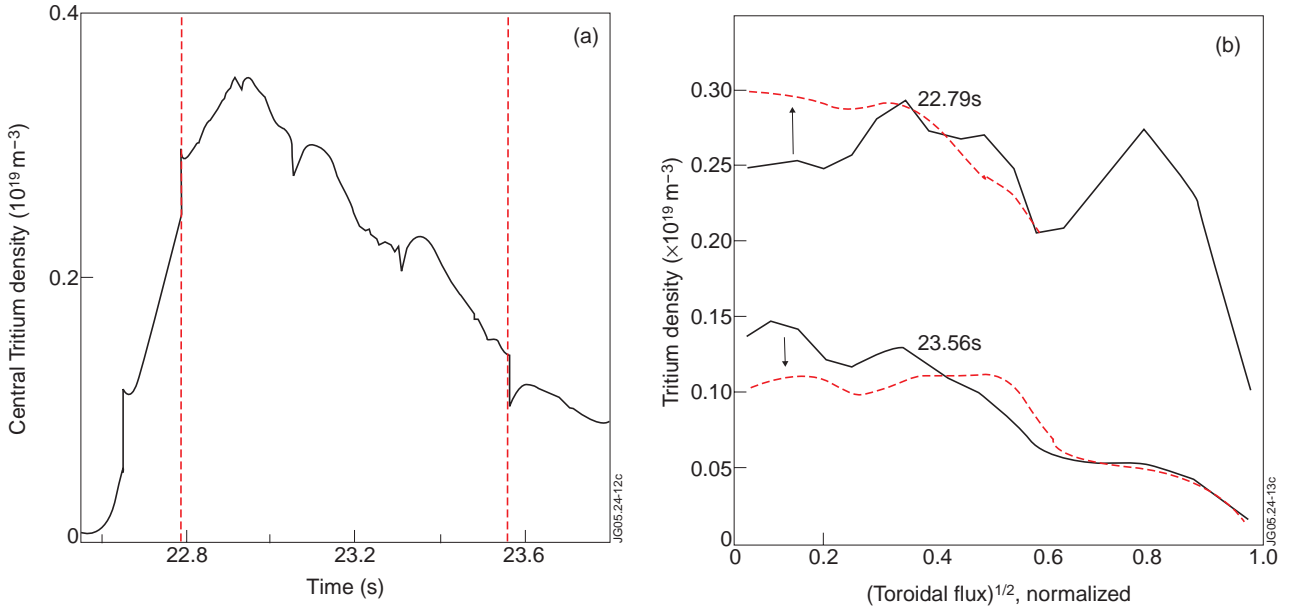 (a)
Central Tritium density (10¹⁹ m⁻³)
0.4
0.2
0
22.8
23.2
23.6
Time (s)
JG05.24-12c
(b)
Tritium density (×10¹⁹ m⁻³)
0.30
0.25
0.20
0.15
0.10
0.05
0
22.79s
23.56s
0
0.2
0.4
0.6
0.8
1.0
(Toroidal flux)¹/², normalized
JG05.24-13c